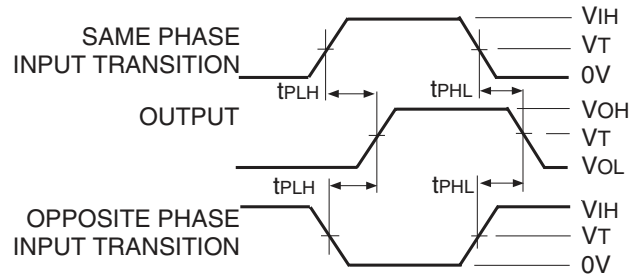 SAME PHASE
INPUT TRANSITION
VIH
VT
0V
tPLH
tPHL
OUTPUT
VOH
VT
VOL
tPLH
tPHL
OPPOSITE PHASE
INPUT TRANSITION
VIH
VT
0V